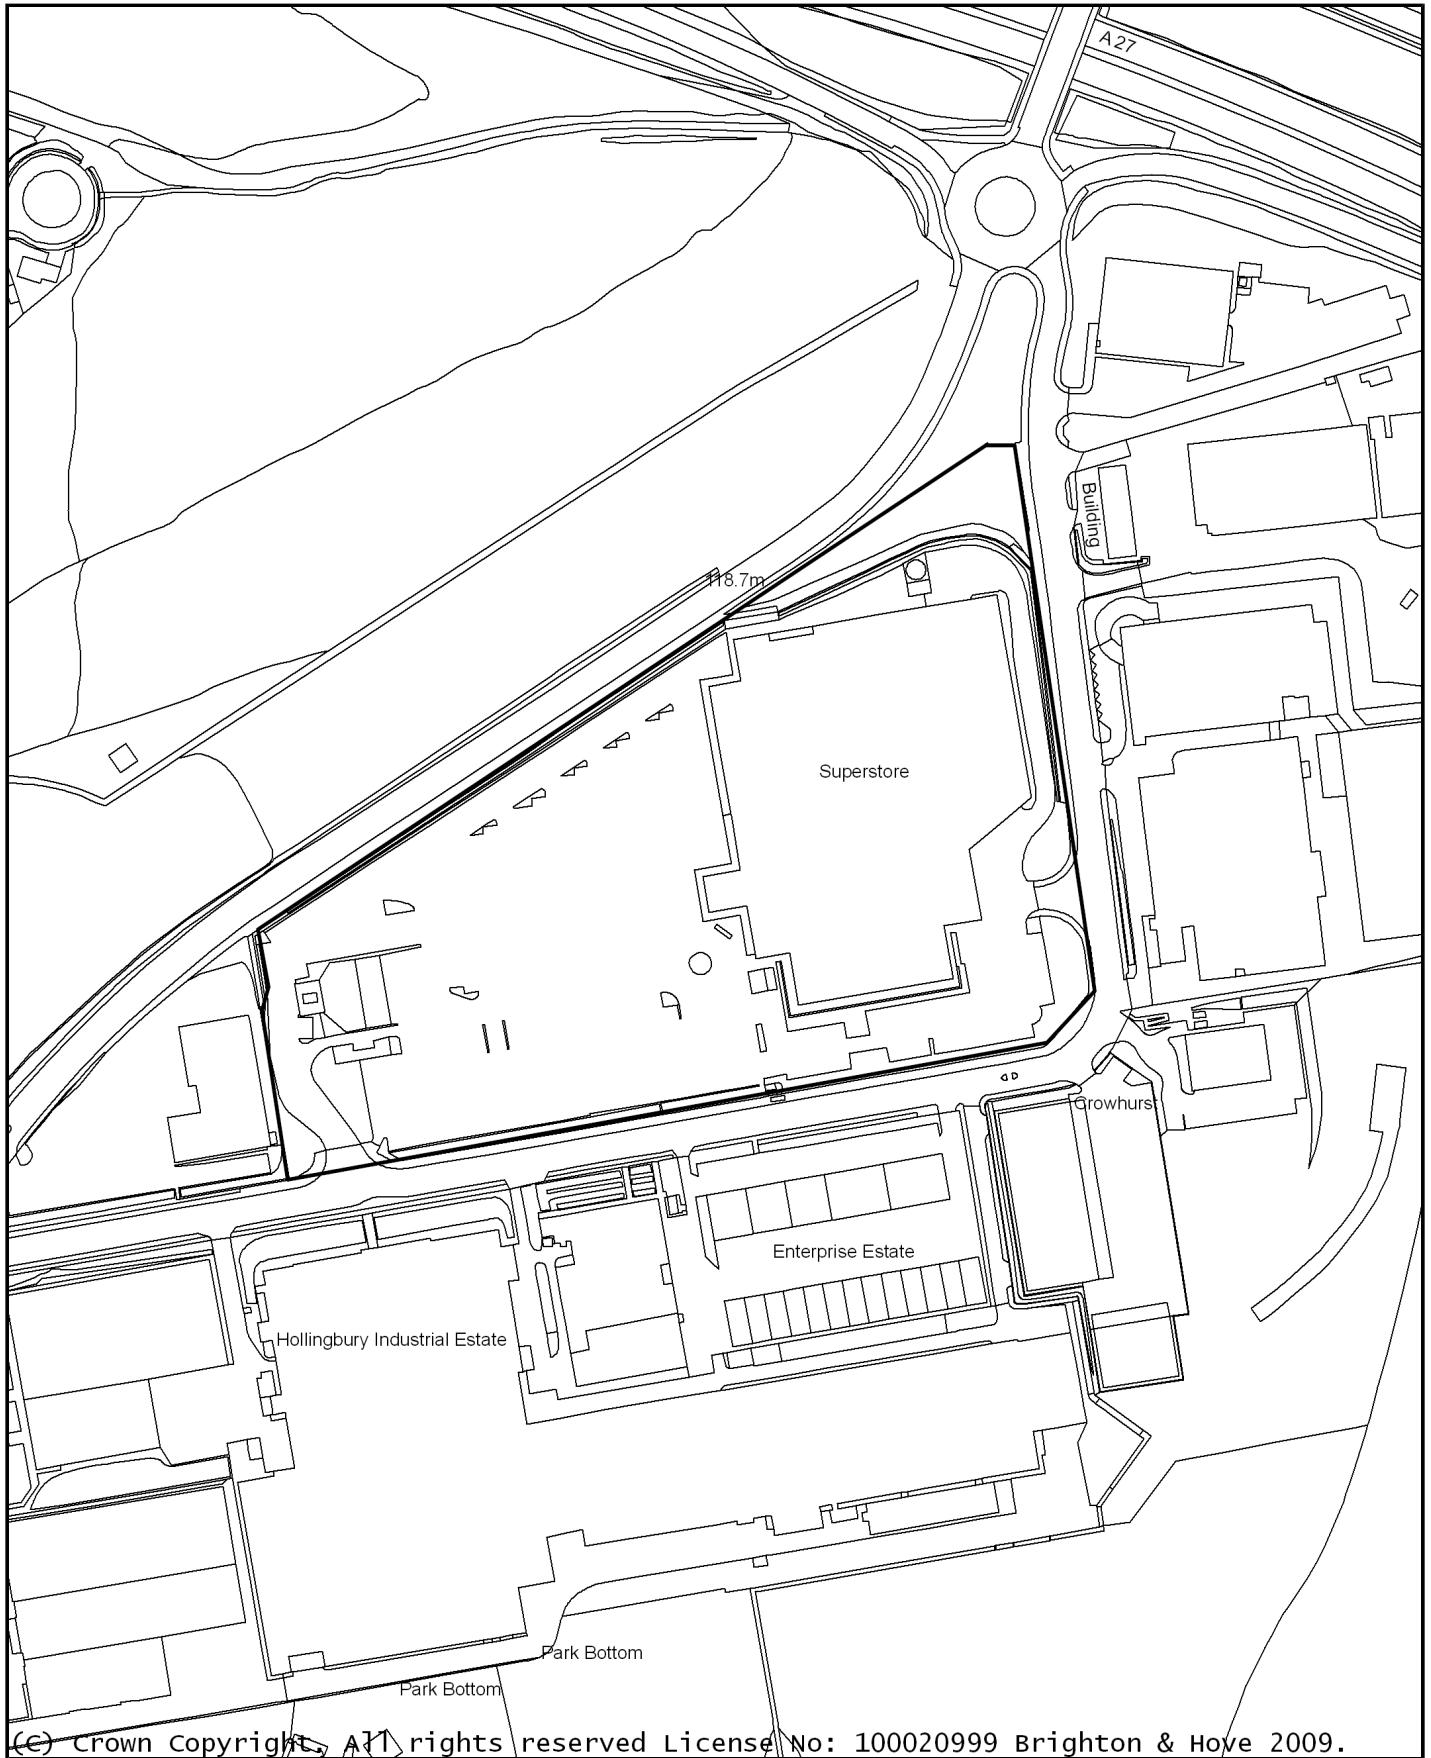 A 27
Building
118.7m
Superstore
Crowhurst
Enterprise Estate
Hollingbury Industrial Estate
Park Bottom
Park Bottom
(c) Crown Copyright. All rights reserved License No: 100020999 Brighton & Hove 2009.